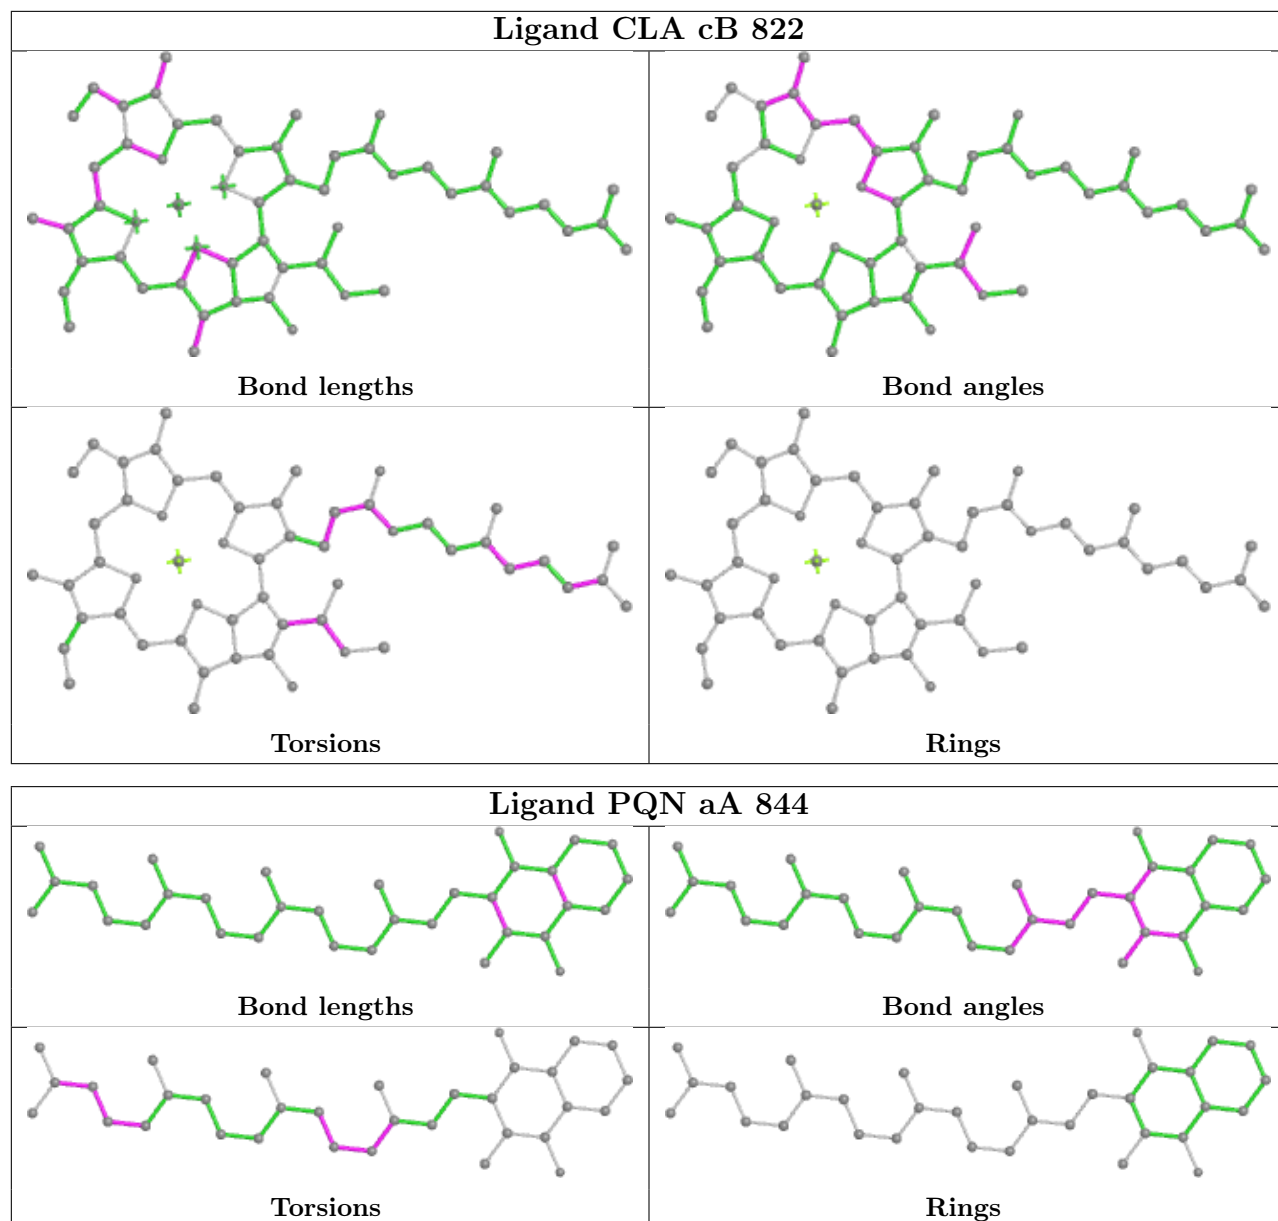 Ligand CLA cB 822
Bond lengths
Bond angles
Torsions
Rings
Ligand PQN aA 844
Bond lengths
Bond angles
Torsions
Rings